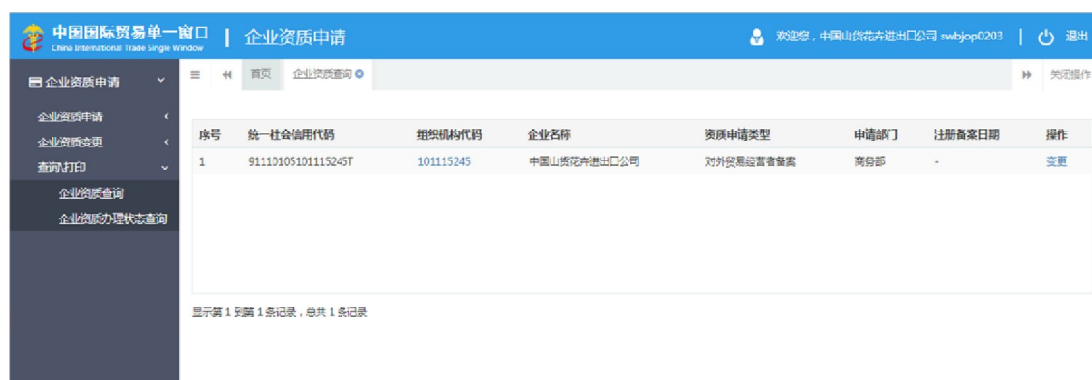 中国国际贸易单一窗口 | 企业资质申请 欢迎您，中国山货花卉进出口公司 swbjop0203 | 退出
China International Trade Single Window
企业资质申请 首页 企业资质查询 关闭操作
企业资质申请
企业资质变更
查询\打印
企业资质查询
企业资质办理状态查询
序号 统一社会信用代码 组织机构代码 企业名称 资质申请类型 申请部门 注册备案日期 操作
1 91110105101115245T 101115245 中国山货花卉进出口公司 对外贸易经营者备案 商务部 - 变更
显示第 1 到第 1 条记录，总共 1 条记录